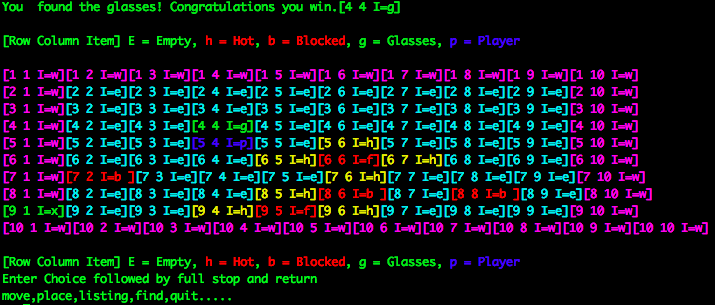 You  found the glasses! Congratulations you win.[4 4 I=g]
[Row Column Item] E = Empty, h = Hot, b = Blocked, g = Glasses, p = Player
[1 1 I=w][1 2 I=w][1 3 I=w][1 4 I=w][1 5 I=w][1 6 I=w][1 7 I=w][1 8 I=w][1 9 I=w][1 10 I=w]
[2 1 I=w][2 2 I=e][2 3 I=e][2 4 I=e][2 5 I=e][2 6 I=e][2 7 I=e][2 8 I=e][2 9 I=e][2 10 I=w]
[3 1 I=w][3 2 I=e][3 3 I=e][3 4 I=e][3 5 I=e][3 6 I=e][3 7 I=e][3 8 I=e][3 9 I=e][3 10 I=w]
[4 1 I=w][4 2 I=e][4 3 I=e][4 4 I=g][4 5 I=e][4 6 I=e][4 7 I=e][4 8 I=e][4 9 I=e][4 10 I=w]
[5 1 I=w][5 2 I=e][5 3 I=e][5 4 I=p][5 5 I=e][5 6 I=h][5 7 I=e][5 8 I=e][5 9 I=e][5 10 I=w]
[6 1 I=w][6 2 I=e][6 3 I=e][6 4 I=e][6 5 I=h][6 6 I=f][6 7 I=h][6 8 I=e][6 9 I=e][6 10 I=w]
[7 1 I=w][7 2 I=b ][7 3 I=e][7 4 I=e][7 5 I=e][7 6 I=h][7 7 I=e][7 8 I=e][7 9 I=e][7 10 I=w]
[8 1 I=w][8 2 I=e][8 3 I=e][8 4 I=e][8 5 I=h][8 6 I=b ][8 7 I=e][8 8 I=b ][8 9 I=e][8 10 I=w]
[9 1 I=x][9 2 I=e][9 3 I=e][9 4 I=h][9 5 I=f][9 6 I=h][9 7 I=e][9 8 I=e][9 9 I=e][9 10 I=w]
[10 1 I=w][10 2 I=w][10 3 I=w][10 4 I=w][10 5 I=w][10 6 I=w][10 7 I=w][10 8 I=w][10 9 I=w][10 10 I=w]
[Row Column Item] E = Empty, h = Hot, b = Blocked, g = Glasses, p = Player
Enter Choice followed by full stop and return
move,place,listing,find,quit.....